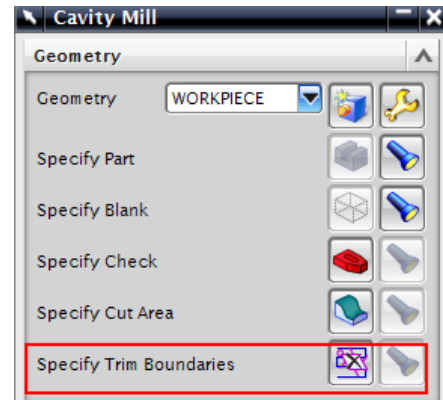 Cavity Mill
Geometry
Geometry WORKPIECE
Specify Part
Specify Blank
Specify Check
Specify Cut Area
Specify Trim Boundaries